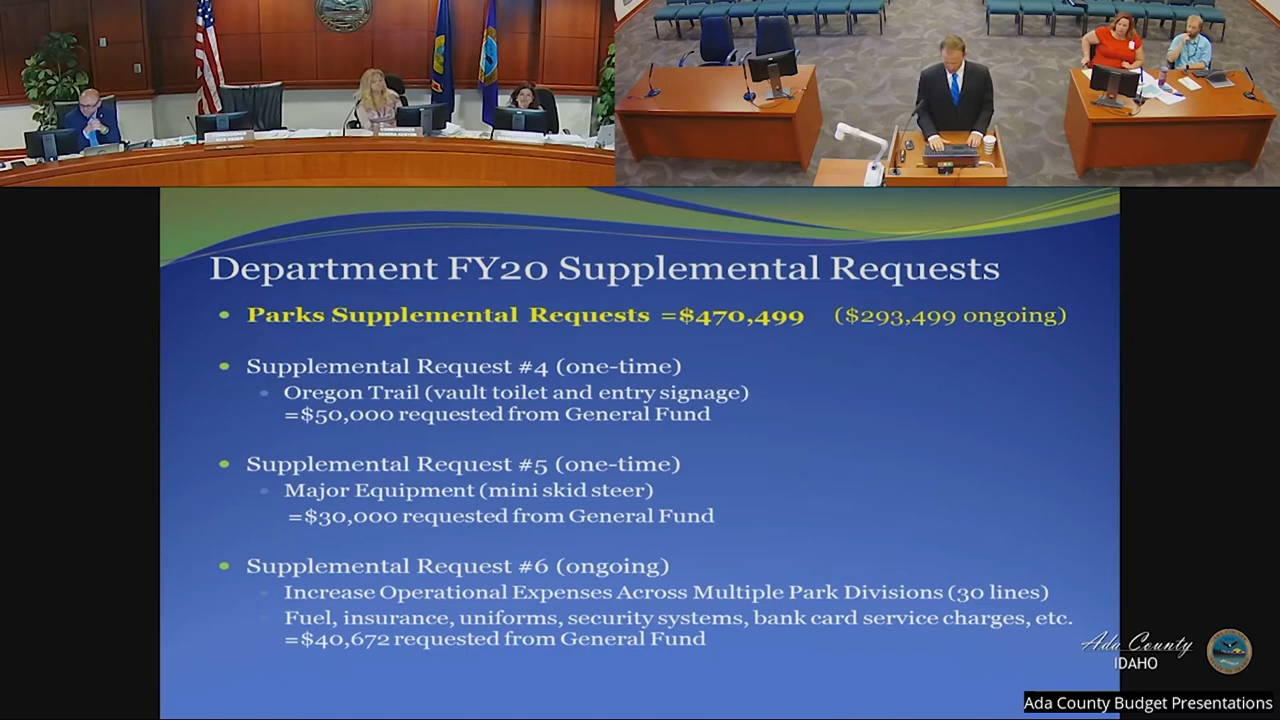 Department FY20 Supplemental Requests
• Parks Supplemental Requests =$470,499 ($293,499 ongoing)
• Supplemental Request #4 (one-time)
• Oregon Trail (vault toilet and entry signage)
=$50,000 requested from General Fund
• Supplemental Request #5 (one-time)
• Major Equipment (mini skid steer)
=$30,000 requested from General Fund
• Supplemental Request #6 (ongoing)
Increase Operational Expenses Across Multiple Park Divisions (30 lines)
Fuel, insurance, uniforms, security systems, bank card service charges, etc.
=$40,672 requested from General Fund
Ada County
IDAHO
Ada County Budget Presentations